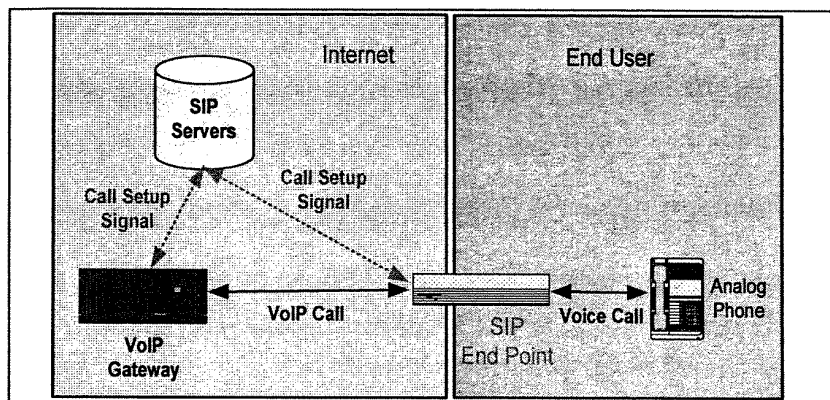 Internet
End User
SIP
Servers
Call Setup
Signal
Call Setup
Signal
VoIP Call
VoIP
Gateway
SIP
End Point
Voice Call
Analog
Phone